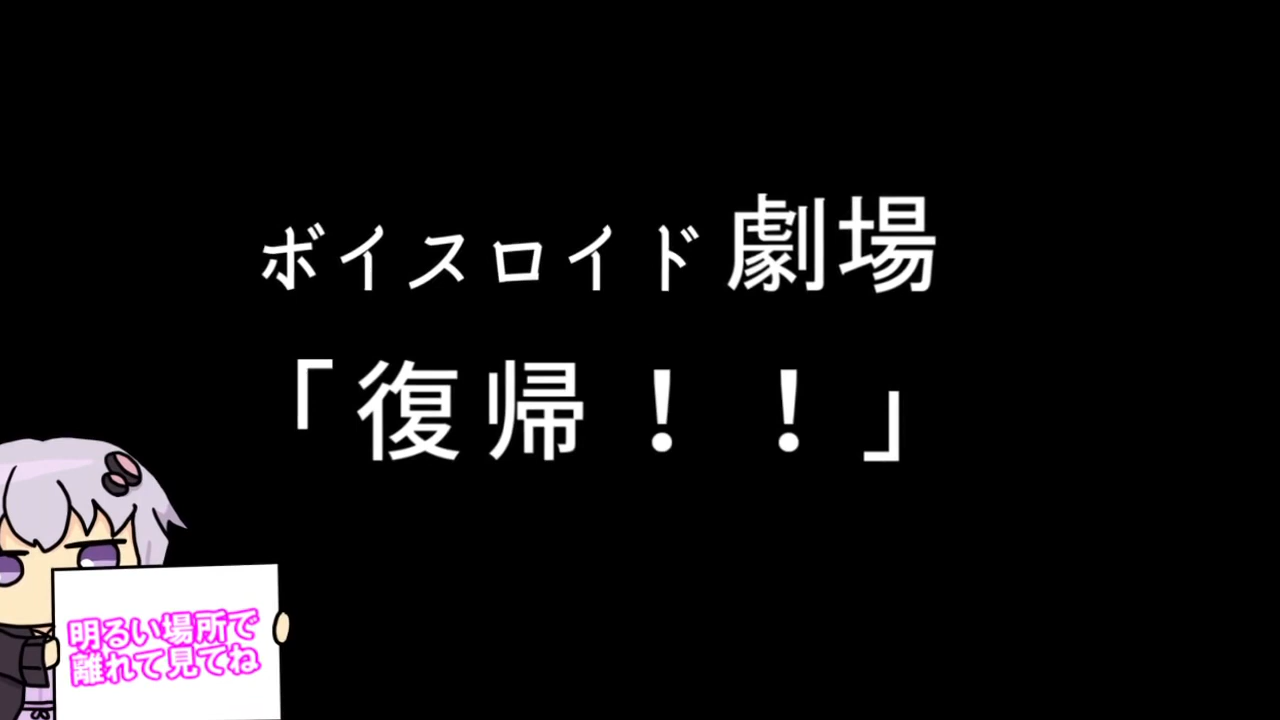 ボイスロイド劇場
「復帰！！」
明るい場所で
離れて見てね